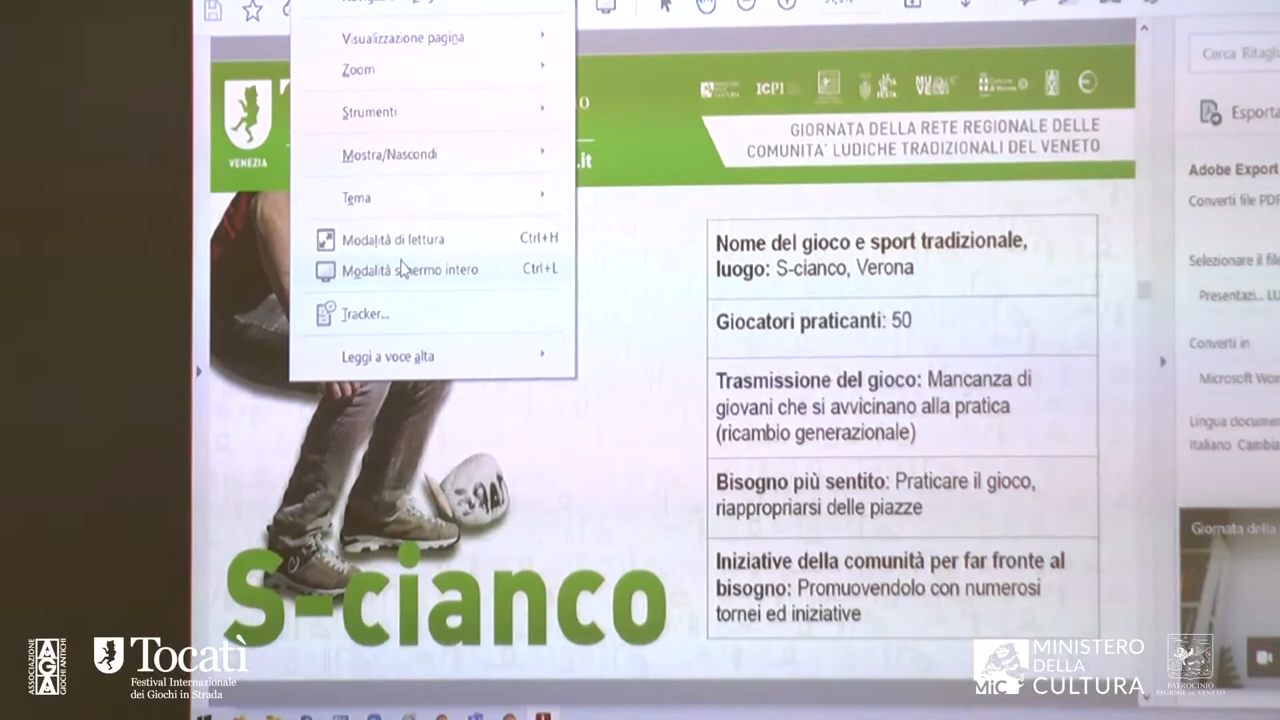 Visualizzazione pagina
Zoom
Strumenti
Mostra/Nascondi
Tema
Modalità di lettura Ctrl+H
Modalità schermo intero Ctrl+L
Tracker...
Leggi a voce alta
VENEZIA
.it
ICPI
GIORNATA DELLA RETE REGIONALE DELLE
COMUNITA' LUDICHE TRADIZIONALI DEL VENETO
Nome del gioco e sport tradizionale,
luogo: S-cianco, Verona
Giocatori praticanti: 50
Trasmissione del gioco: Mancanza di
giovani che si avvicinano alla pratica
(ricambio generazionale)
Bisogno più sentito: Praticare il gioco,
riappropriarsi delle piazze
Iniziative della comunità per far fronte al
bisogno: Promuovendolo con numerosi
tornei ed iniziative
S-cianco
Cerca
Esporta
Adobe Export
Converti file PDF
Selezionare il file
Presentazi... LU
Converti in
Microsoft Wor
Lingua docume
Italiano Cambia
Giornata della
ASSOCIAZIONE
AGA
GIOCHI ANTICHI
Tocatì
Festival Internazionale
dei Giochi in Strada
MiC
MINISTERO
DELLA
CULTURA
PATROCINIO
REGIONE DEL VENETO